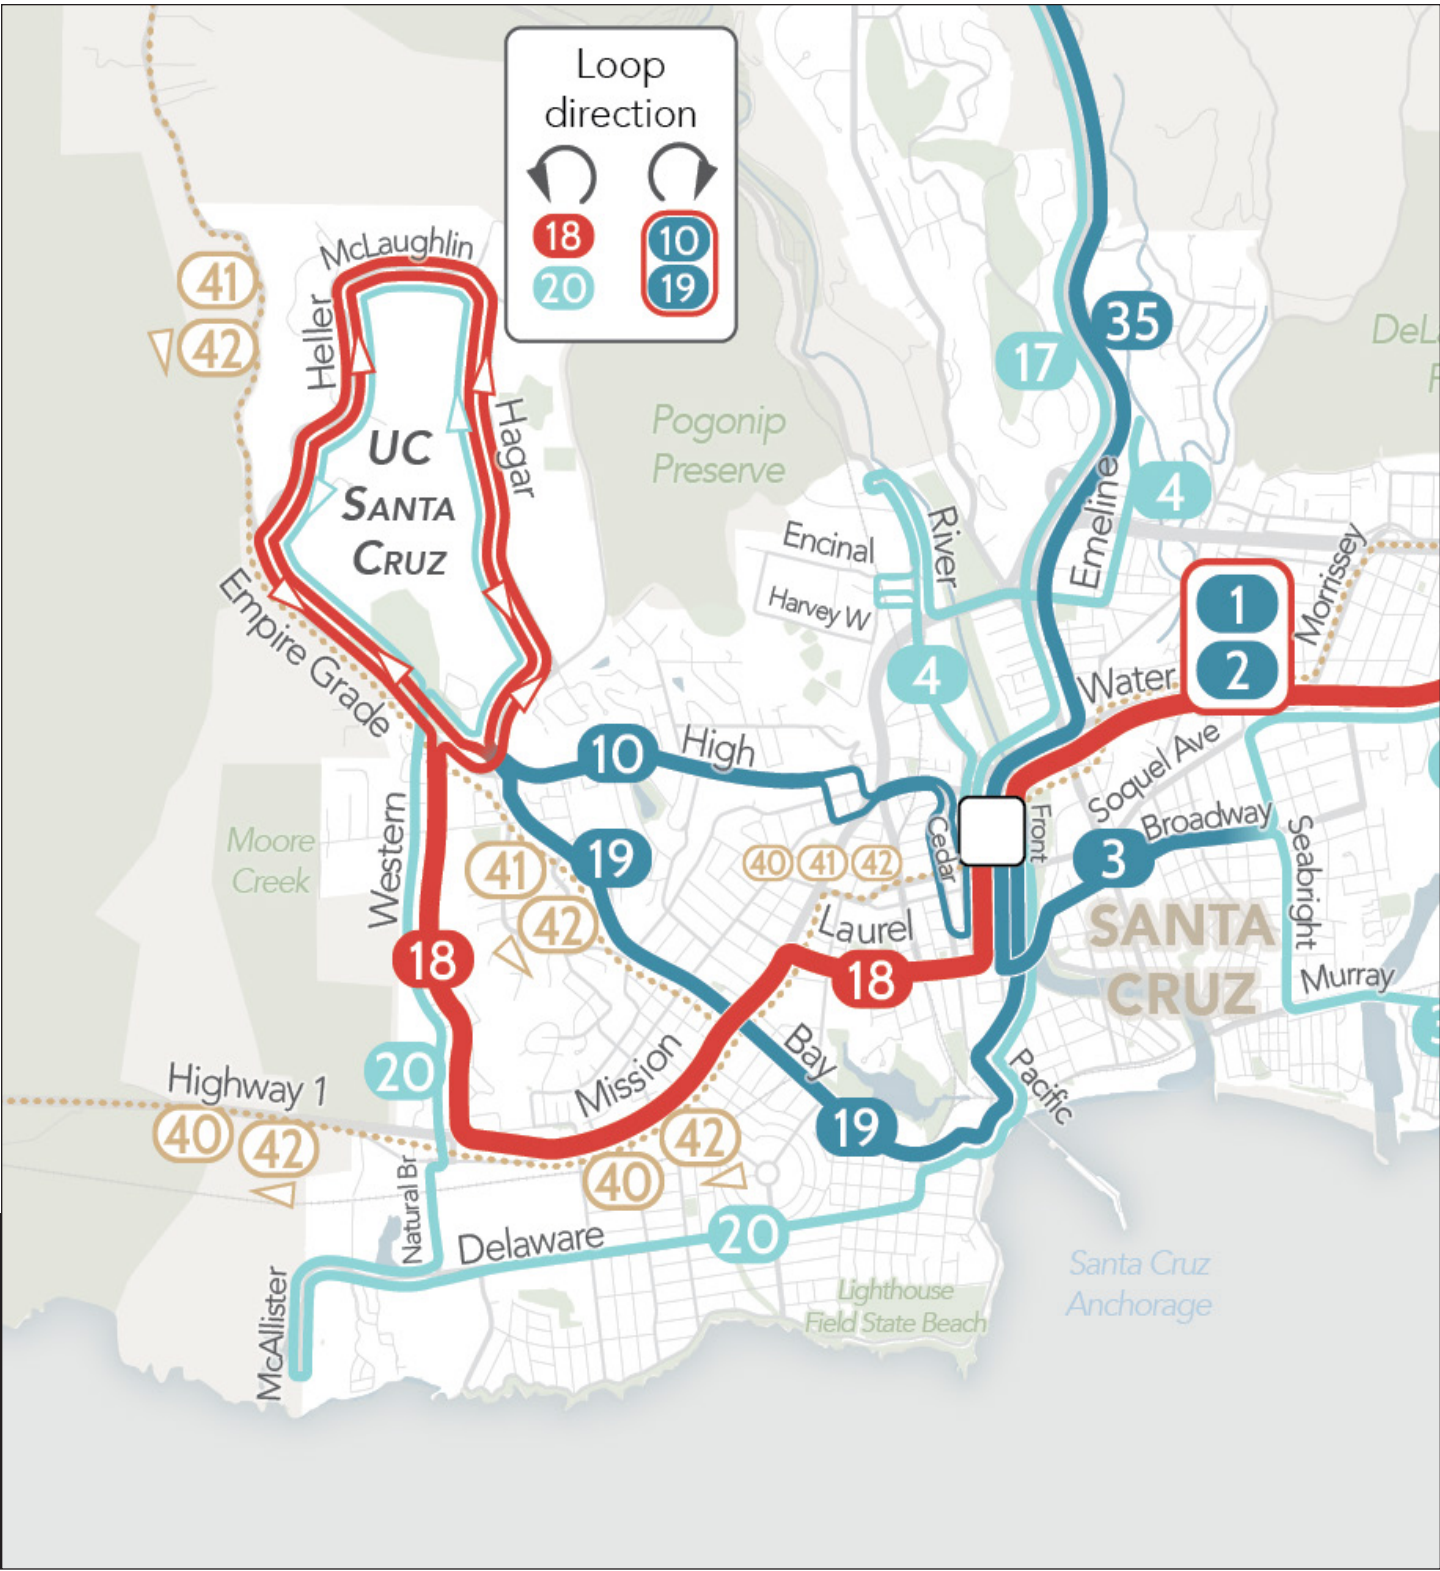 Loop
direction
18
10
20
19
McLaughlin
41
42
Heller
Hagar
UC
SANTA
CRUZ
Pogonip
Preserve
17
35
4
Emeline
River
Encinal
Harvey W
4
Morrissey
1
2
Water
Soquel Ave
Empire Grade
10
High
Moore
Creek
Western
41
42
19
40
41
42
Cedar
Front
3
Broadway
Seabright
SANTA
CRUZ
Murray
Laurel
18
18
20
Highway 1
40
42
Mission
Bay
19
Pacific
42
40
Natural Br
Delaware
20
McAllister
Lighthouse
Field State Beach
Santa Cruz
Anchorage